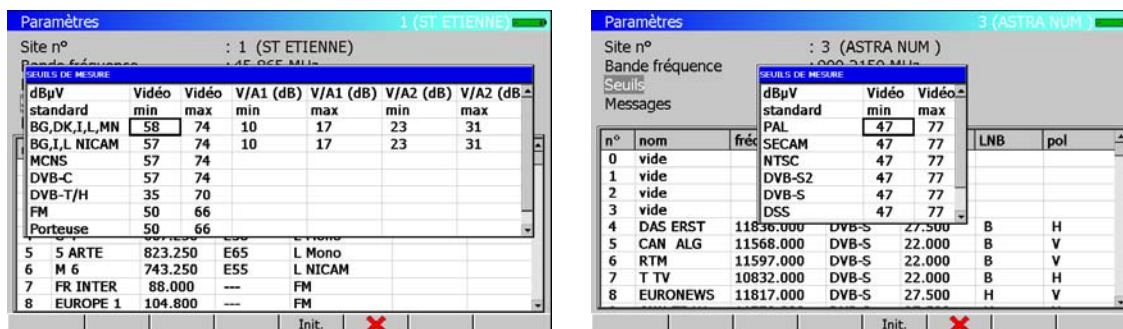 Paramètres 1 (ST ETIENNE)
Site nº : 1 (ST ETIENNE)
SEUILS DE MESURE
dBµV Vidéo Vidéo V/A1 (dB) V/A1 (dB) V/A2 (dB) V/A2 (dB
standard min max min max min max
BG,DK,I,L,MN 58 74 10 17 23 31
BG,I,L NICAM 57 74 10 17 23 31
MCNS 57 74
DVB-C 57 74
DVB-T/H 35 70
FM 50 66
Porteuse 50 66
5 5 ARTE 823.250 E65 L Mono
6 M 6 743.250 E55 L NICAM
7 FR INTER 88.000 --- FM
8 EUROPE 1 104.800 --- FM
Init.
Paramètres 3 (ASTRA NUM )
Site nº : 3 (ASTRA NUM )
Bande fréquence
Seuils
Messages
SEUILS DE MESURE
dBµV Vidéo Vidéo
standard min max
PAL 47 77
SECAM 47 77
NTSC 47 77
DVB-S2 47 77
DVB-S 47 77
DSS 47 77
nº nom LNB pol
0 vide
1 vide
2 vide
3 vide
4 DAS ERST 11836.000 DVB-S 27.500 B H
5 CAN ALG 11568.000 DVB-S 22.000 B V
6 RTM 11597.000 DVB-S 22.000 B V
7 T TV 10832.000 DVB-S 22.000 B H
8 EURONEWS 11817.000 DVB-S 27.500 H V
Init.